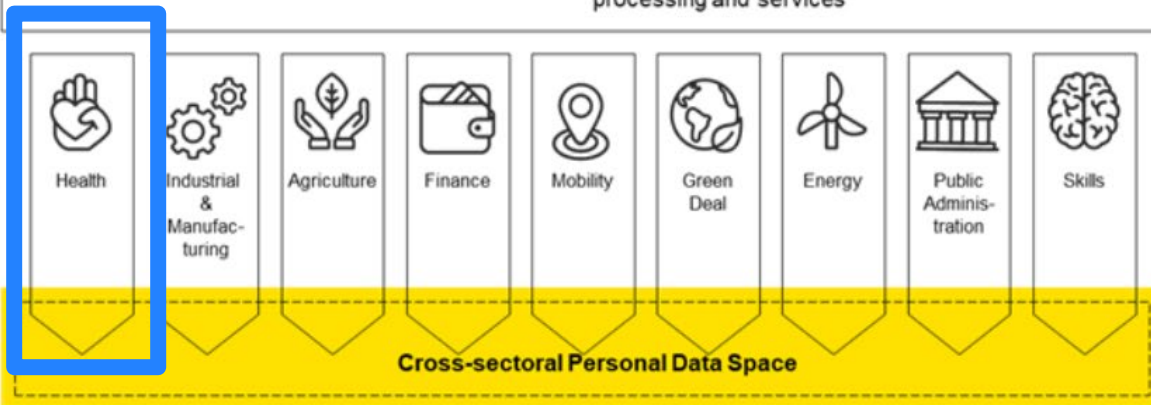 processing and services
Health
Industrial
&
Manufac-
turing
Agriculture
Finance
Mobility
Green
Deal
Energy
Public
Adminis-
tration
Skills
Cross-sectoral Personal Data Space